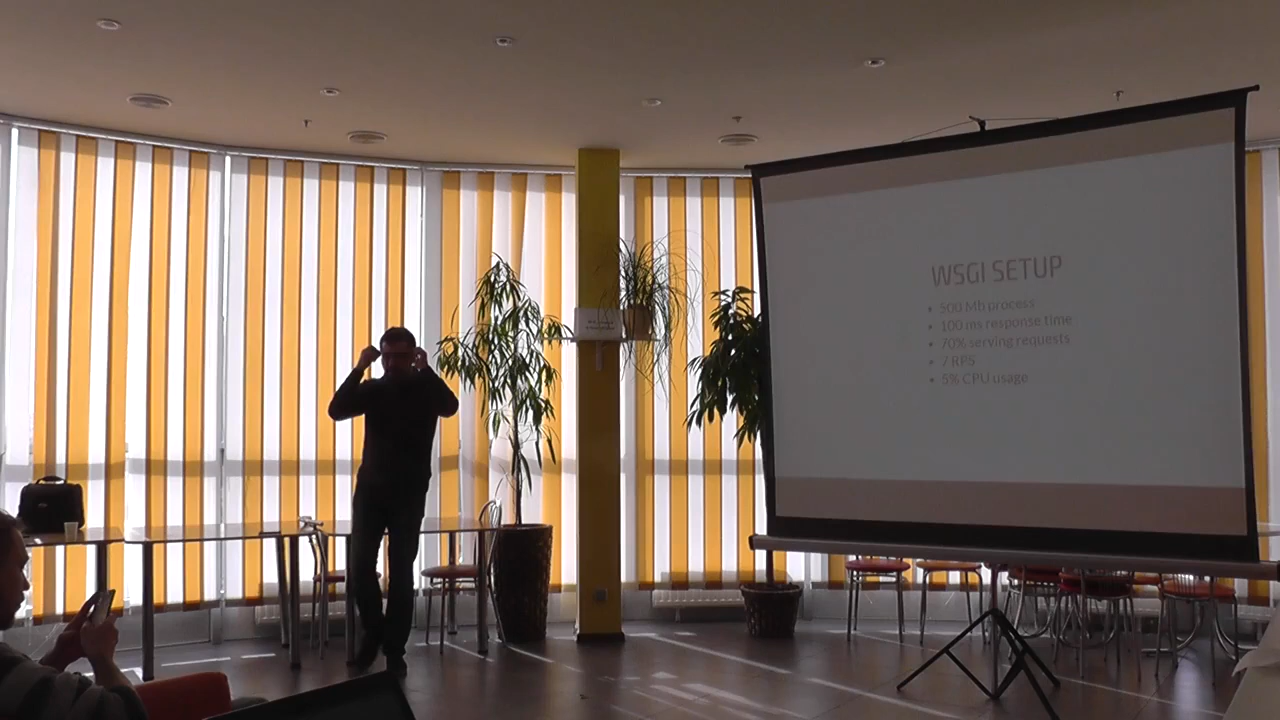 WSGI SETUP
• 500 Mb process
• 100 ms response time
• 70% serving requests
• 7 RPS
• 5% CPU usage